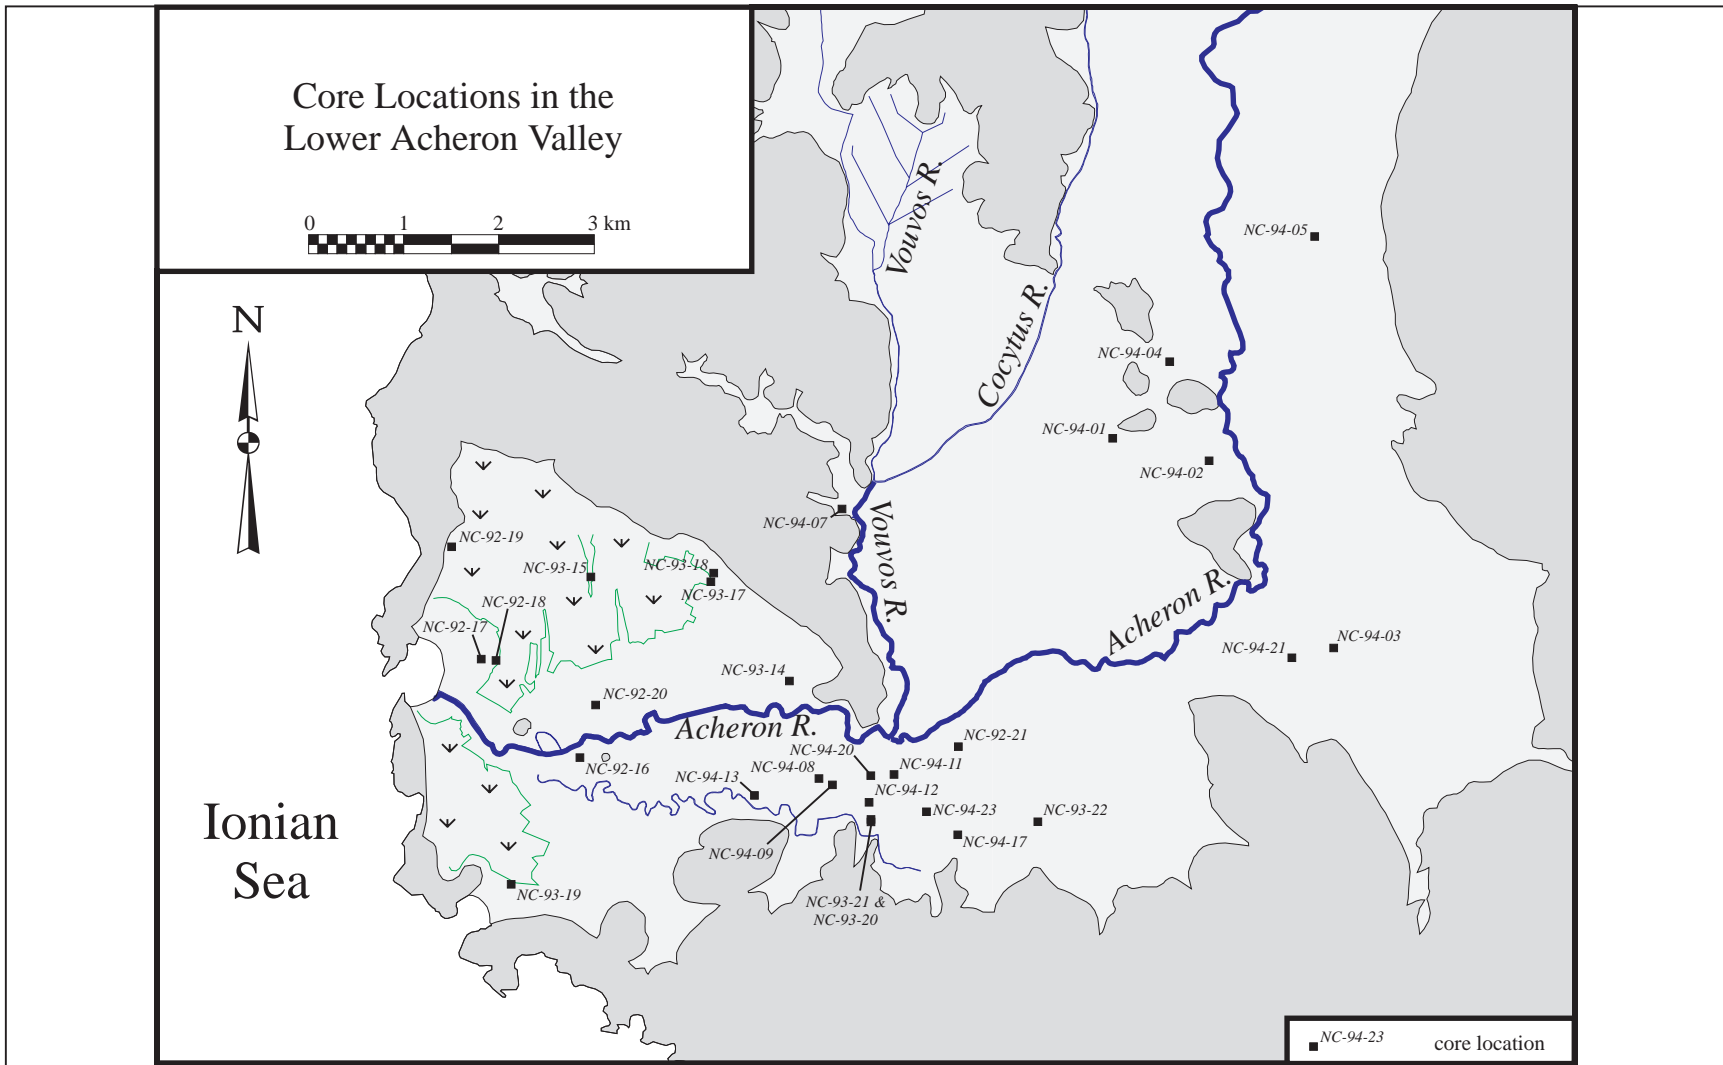 Core Locations in the
Lower Acheron Valley
0 1 2 3 km
N
Vouvos R.
Cocytus R.
NC-94-05
NC-94-04
NC-94-01
NC-94-02
NC-94-07
Vouvos R.
NC-92-19
NC-93-15
NC-93-18
NC-93-17
NC-92-18
NC-92-17
Acheron R.
NC-94-21
NC-94-03
NC-93-14
NC-92-20
Acheron R.
NC-92-21
NC-94-20
NC-92-16
NC-94-08
NC-94-11
NC-94-13
NC-94-12
NC-94-23
NC-93-22
NC-94-17
NC-94-09
Ionian
Sea
NC-93-19
NC-93-21 &
NC-93-20
NC-94-23 core location